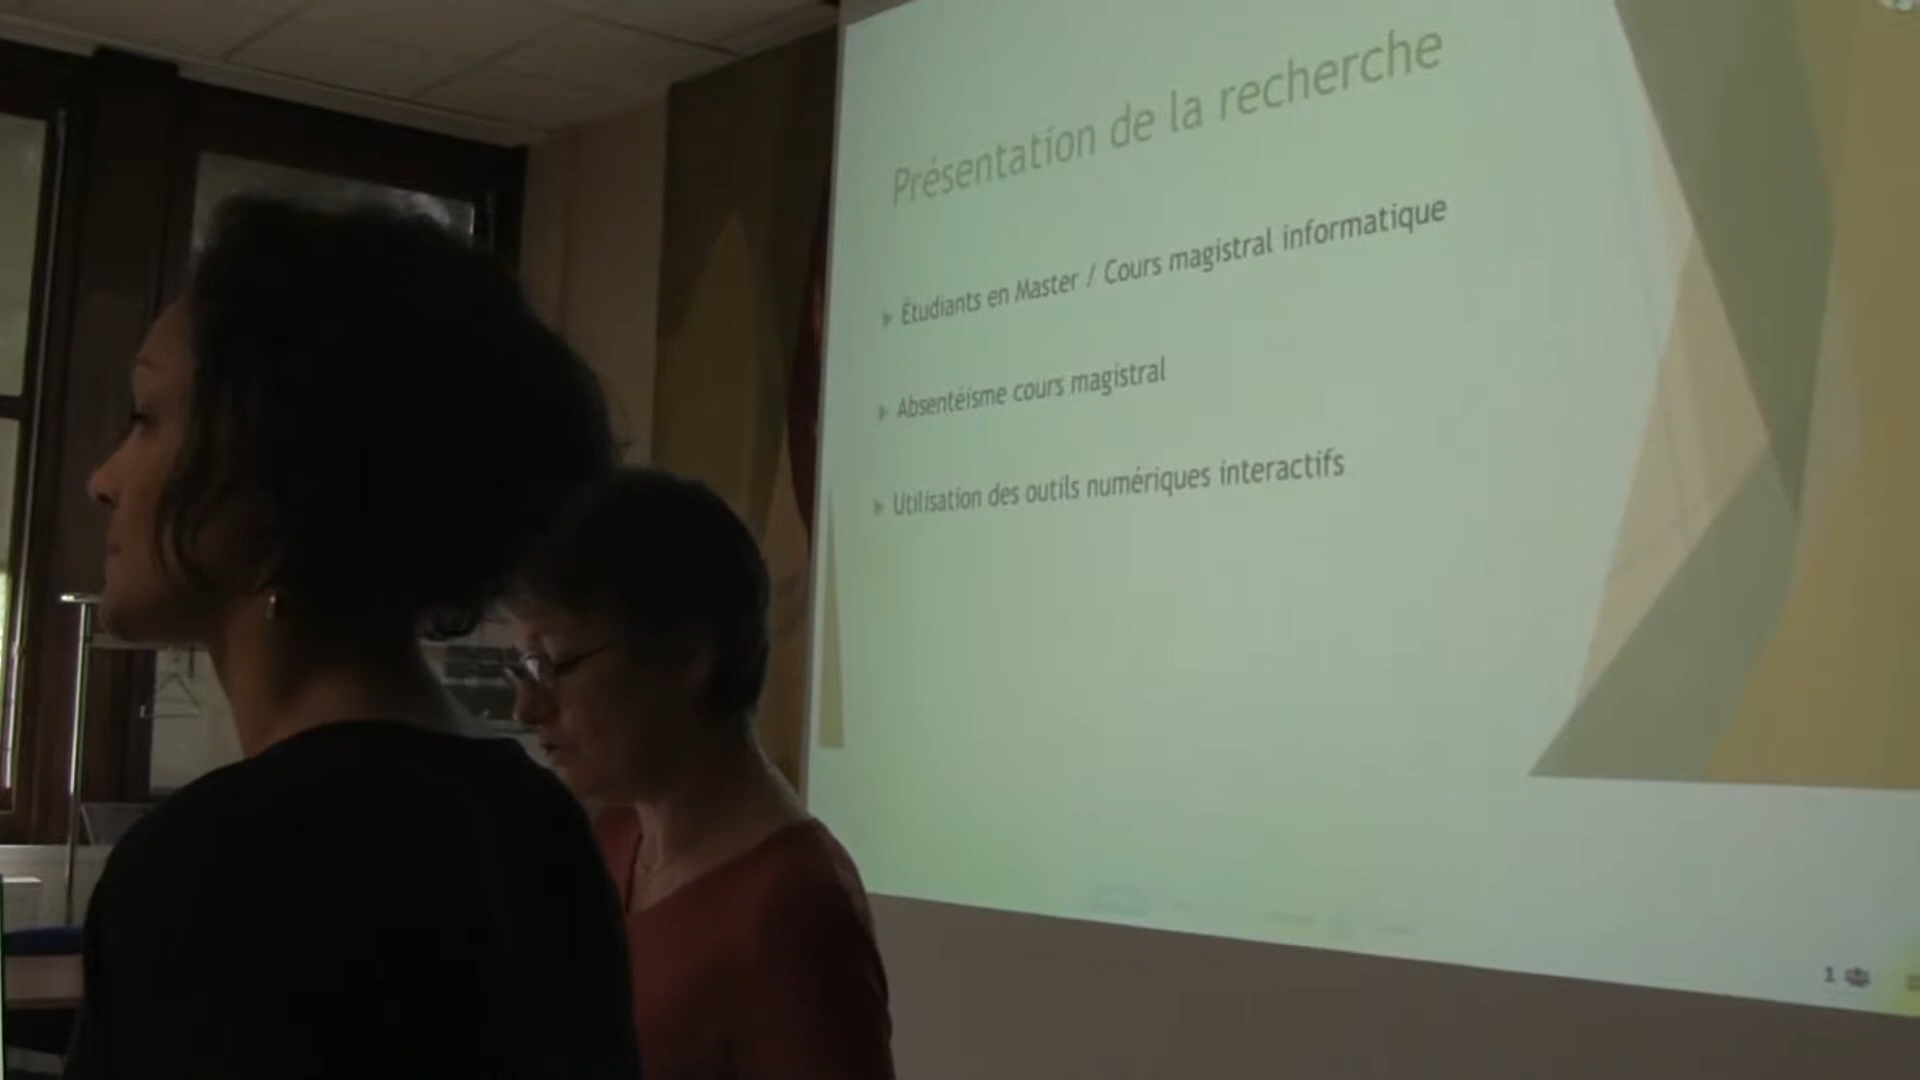 Présentation de la recherche
Étudiants en Master / Cours magistral informatique
Absentéisme cours magistral
Utilisation des outils numériques interactifs
1